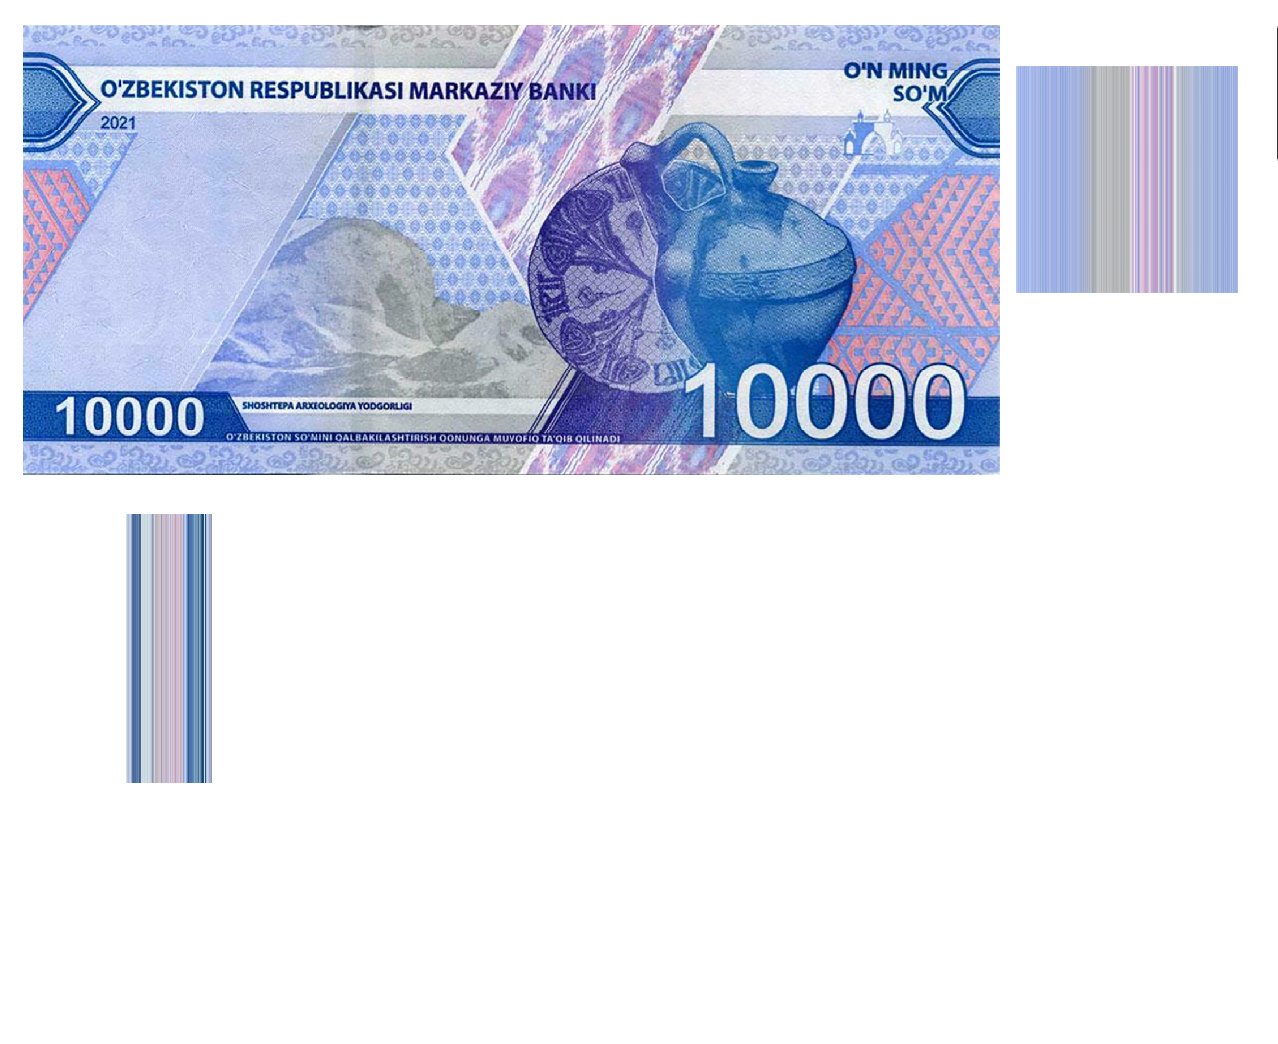 O'ZBEKISTON RESPUBLIKASI MARKAZIY BANKI
O'N MING
SO'M
2021
10000
SHOSHTEPA ARXEOLOGIYA YODGORLIGI
O'ZBEKISTON SO'MINI QALBAKILASHTIRISH QONUNGA MUVOFIQ TA'QIB QILINADI
10000